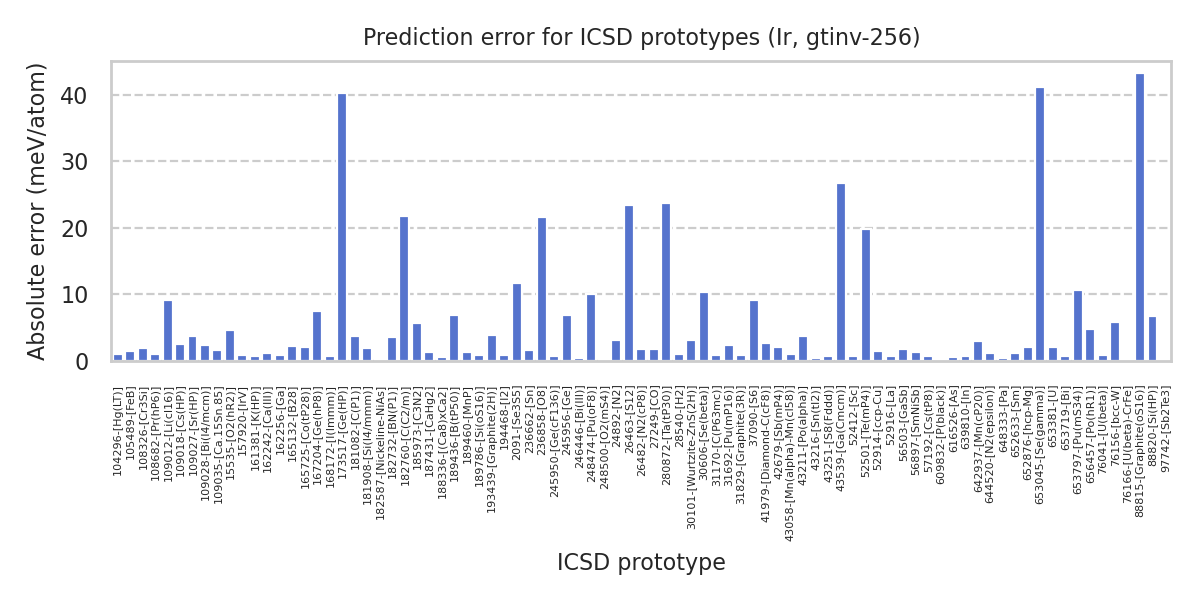 Prediction error for ICSD prototypes (Ir, gtinv-256)
Absolute error (meV/atom)
40
30
20
10
0
104296-[Hg(LT)]
105489-[FeB]
108326-[Cr3Si]
108682-[Pr(hP6)]
109012-[Li(cI16)]
109018-[Cs(HP)]
109027-[Sr(HP)]
109028-[Bi(I4/mcm)]
109035-[Ca.15Sn.85]
15535-[O2(hR2)]
157920-[IrV]
161381-[K(HP)]
162242-[Ca(III)]
162256-[Ga]
165132-[B28]
165725-[Co(tP28)]
167204-[Ge(hP8)]
168172-[I(Immm)]
173517-[Ge(HP)]
181082-[C(P1)]
181908-[Si(I4/mmm)]
182587-[Nickeline-NiAs]
182732-[BN(P1)]
182760-[C(C2/m)]
185973-[C3N2]
187431-[CaHg2]
188336-[(Ca8)xCa2]
189436-[B(tP50)]
189460-[MnP]
189786-[Si(oS16)]
193439-[Graphite(2H)]
194468-[I2]
2091-[Se3S5]
236662-[Sn]
236858-[O8]
245950-[Ge(cF136)]
245956-[Ge]
246446-[Bi(III)]
248474-[Pu(oF8)]
248500-[O2(mS4)]
24892-[N2]
26463-[S12]
26482-[N2(cP8)]
27249-[CO]
280872-[Ta(tP30)]
28540-[H2]
30101-[Wurtzite-ZnS(2H)]
30606-[Se(beta)]
31170-[C(P63mc)]
31692-[Pu(mP16)]
31829-[Graphite(3R)]
37090-[S6]
41979-[Diamond-C(cF8)]
42679-[Sb(mP4)]
43058-[Mn(alpha)-Mn(cI58)]
43211-[Po(alpha)]
43216-[Sn(tI2)]
43251-[S8(Fddd)]
43539-[Ga(Cmcm)]
52412-[Sc]
52501-[Te(mP4)]
52914-[ccp-Cu]
52916-[La]
56503-[GaSb]
56897-[SmNiSb]
57192-[Cs(tP8)]
609832-[P(black)]
616526-[As]
639810-[In]
642937-[Mn(cP20)]
644520-[N2(epsilon)]
648333-[Pa]
652633-[Sm]
652876-[hcp-Mg]
653045-[Se(gamma)]
653381-[U]
653719-[U]
653797-[Pu(mS34)]
656457-[Po(hR1)]
76041-[U(beta)]
76156-[bcc-W]
76166-[U(beta)-CrFe]
88815-[Graphite(oS16)]
88820-[Si(HP)]
97742-[Sb2Te3]
ICSD prototype